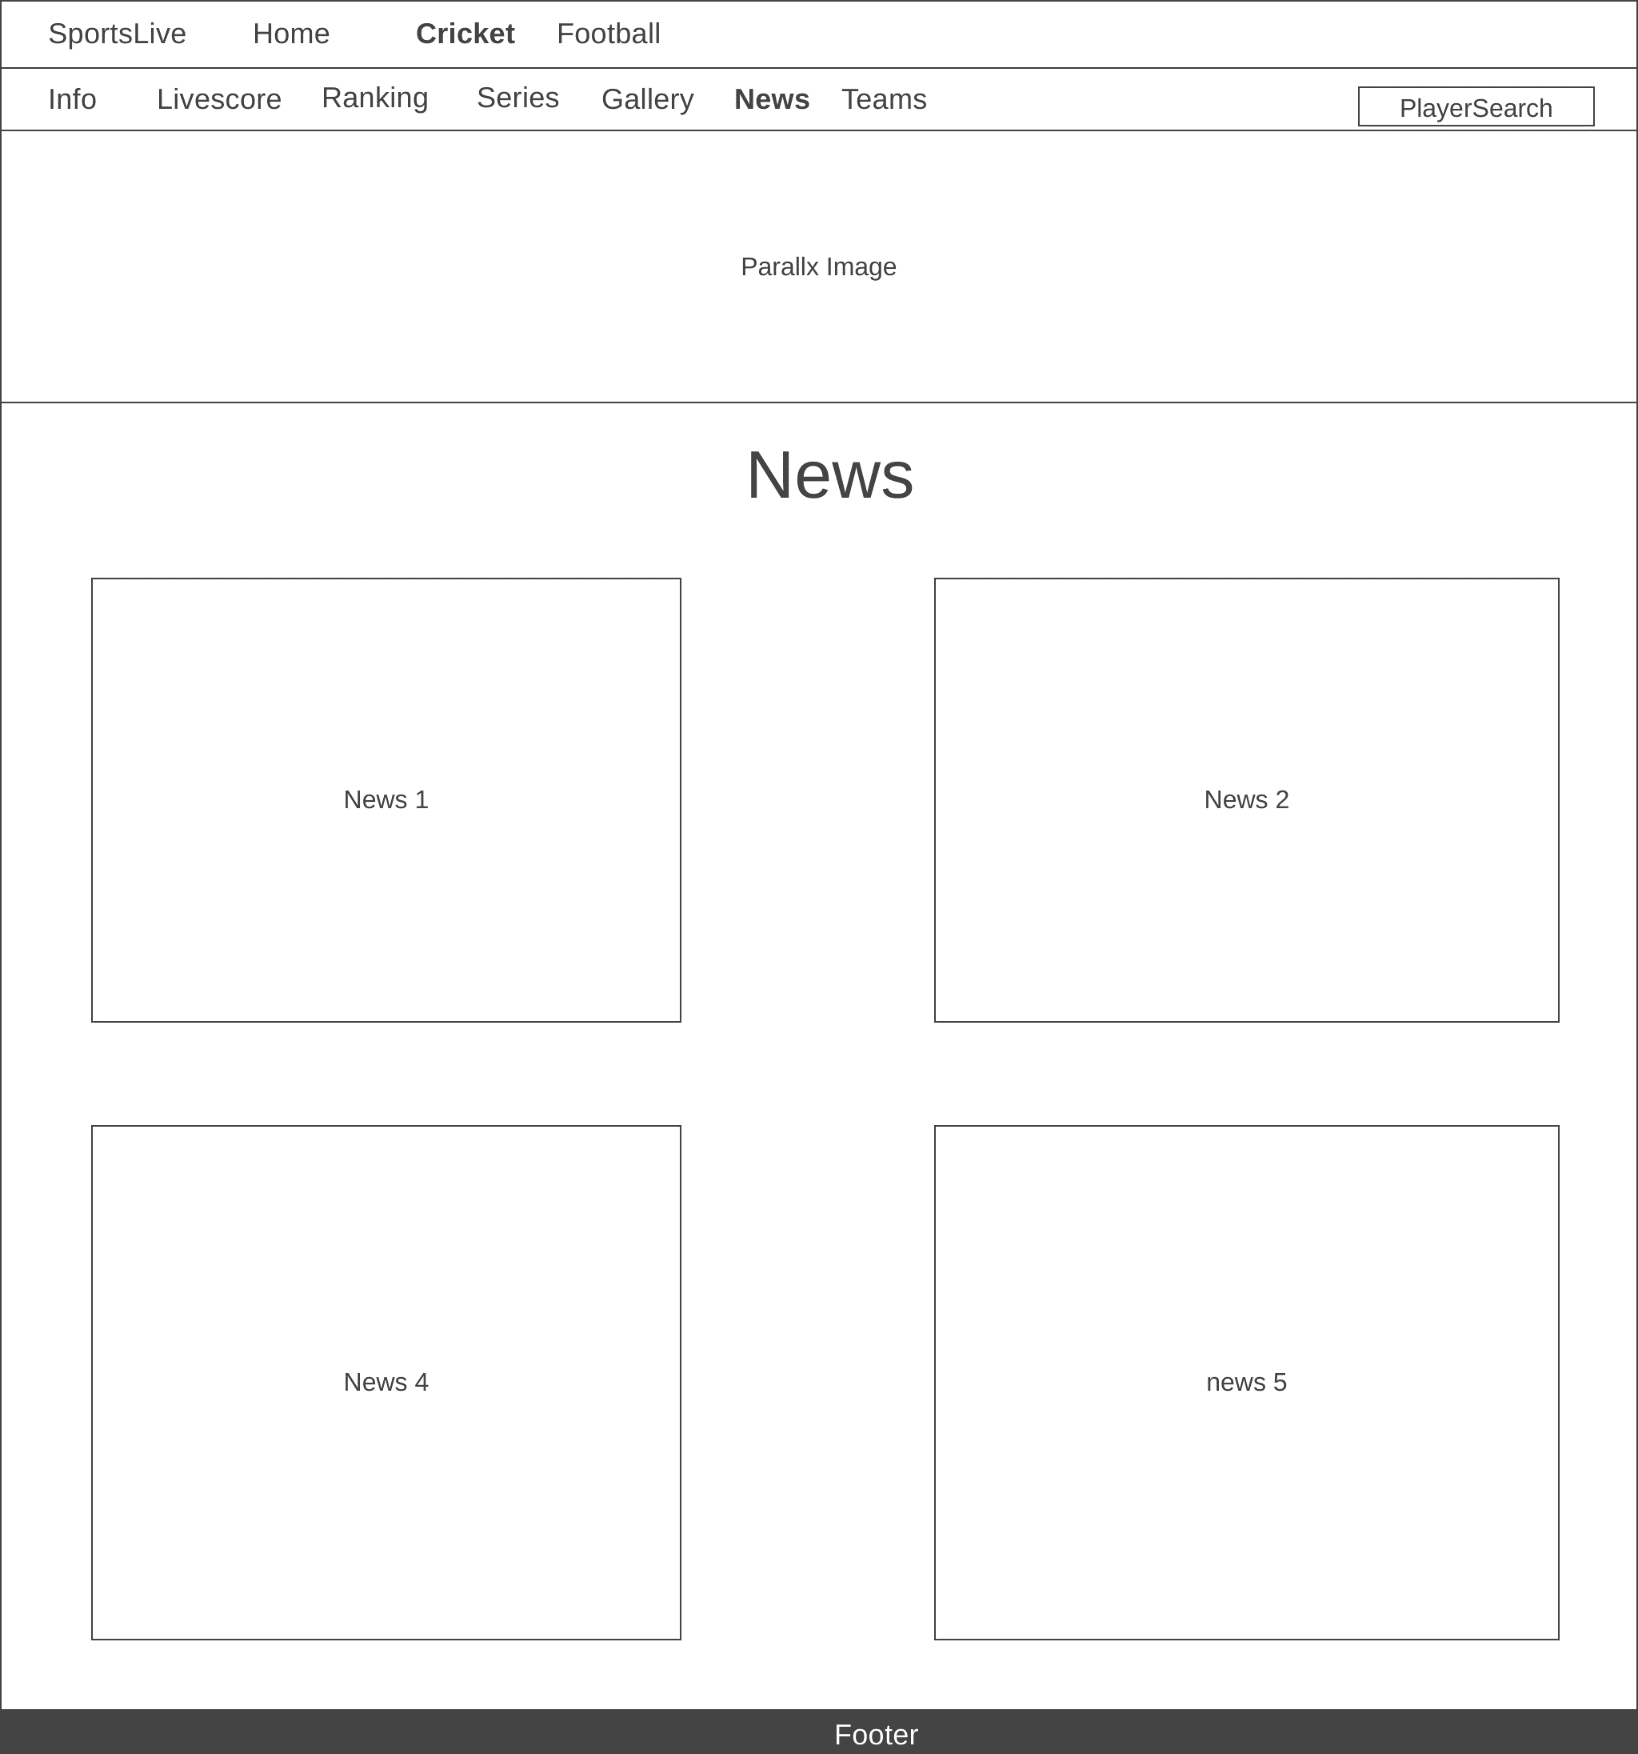 SportsLive Home Cricket Football
Info Livescore Ranking Series Gallery News Teams PlayerSearch
Parallx Image
News
News 1 News 2
News 4 news 5
Footer